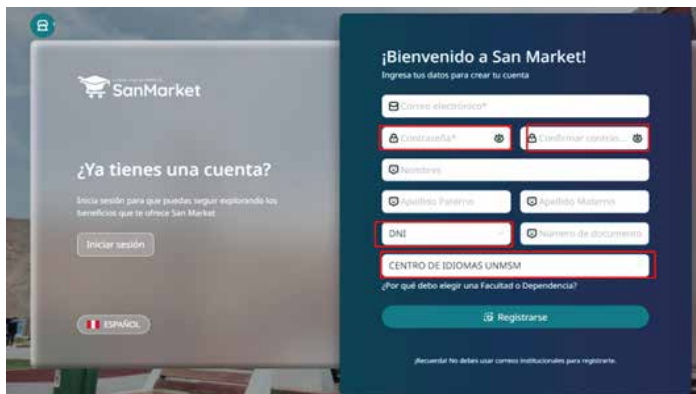 SanMarket
¿Ya tienes una cuenta?
Inicia sesión para que puedas seguir explorando los
beneficios que te ofrece San Market
Iniciar sesión
ESPAÑOL
¡Bienvenido a San Market!
Ingresa tus datos para crear tu cuenta
Correo electrónico*
Contraseña*
Confirmar contras...
Nombres
Apellido Paterno
Apellido Materno
DNI
Número de documento
CENTRO DE IDIOMAS UNMSM
¿Por qué debo elegir una Facultad o Dependencia?
Registrarse
¡Recuerda! No debes usar correos institucionales para registrarte.